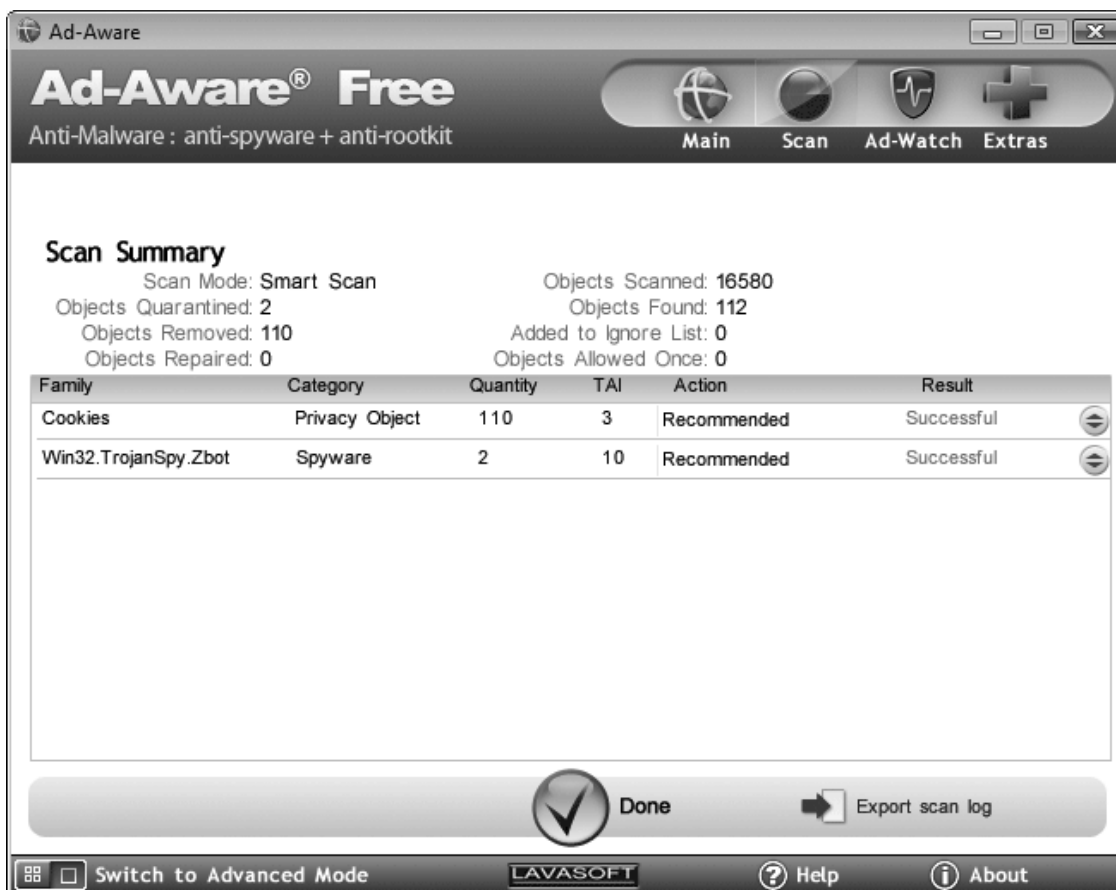 Ad-Aware
Ad-Aware® Free
Anti-Malware : anti-spyware + anti-rootkit
Main Scan Ad-Watch Extras
Scan Summary
Scan Mode: Smart Scan Objects Scanned: 16580
Objects Quarantined: 2 Objects Found: 112
Objects Removed: 110 Added to Ignore List: 0
Objects Repaired: 0 Objects Allowed Once: 0
Family Category Quantity TAI Action Result
Cookies Privacy Object 110 3 Recommended Successful
Win32.TrojanSpy.Zbot Spyware 2 10 Recommended Successful
Done Export scan log
Switch to Advanced Mode LAVASOFT ? Help i About